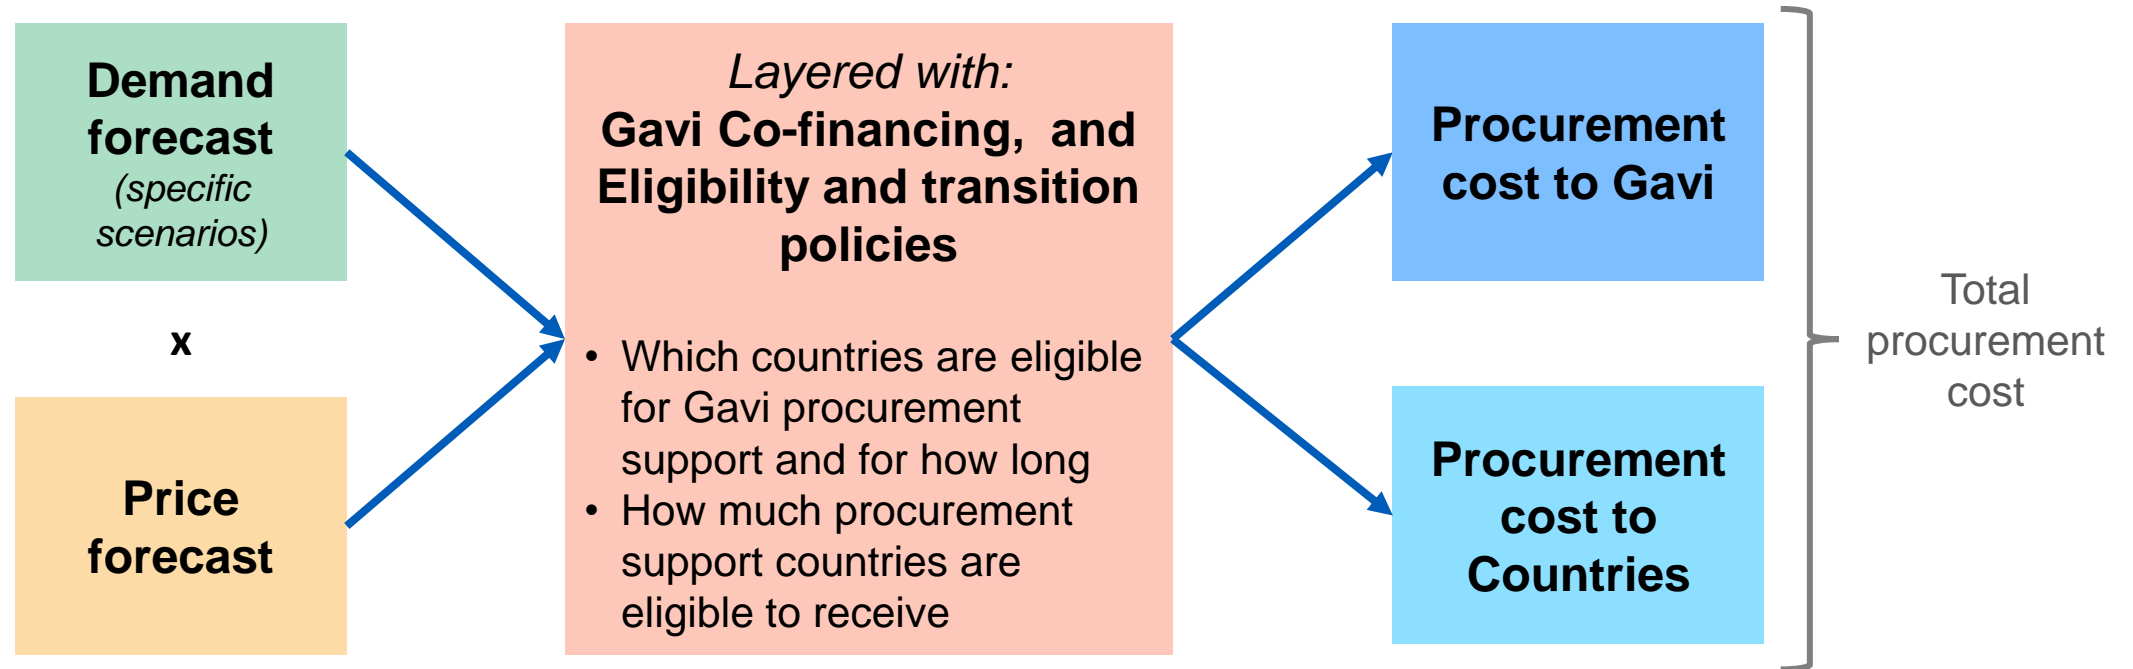 Demand
forecast
(specific
scenarios)
x
Price
forecast
Layered with:
Gavi Co-financing,  and
Eligibility and transition
policies
• Which countries are eligible
for Gavi procurement
support and for how long
• How much procurement
support countries are
eligible to receive
Procurement
cost to Gavi
Procurement
cost to
Countries
Total
procurement
cost